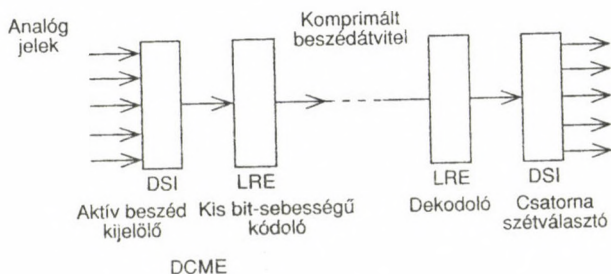 Analóg
jelek
Komprimált
beszédátvitel
DSI
LRE
LRE
DSI
Aktív beszéd
kijelölő
Kis bit-sebességű
kódoló
Dekodoló
Csatorna
szétválasztó
DCME